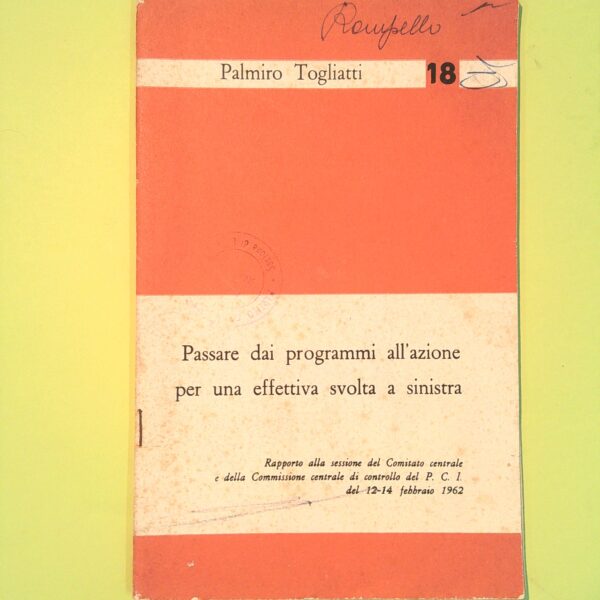 Rampello
Palmiro Togliatti
18
Passare dai programmi all'azione
per una effettiva svolta a sinistra
Rapporto alla sessione del Comitato centrale
e della Commissione centrale di controllo del P. C. I.
del 12-14 febbraio 1962